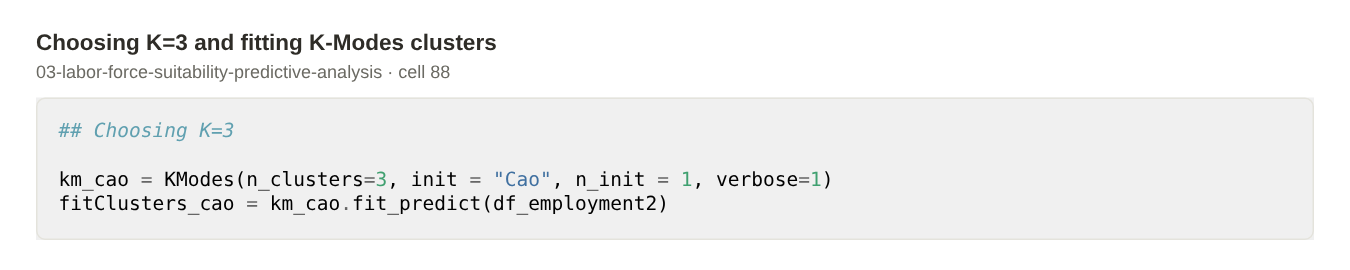 Choosing K=3 and fitting K-Modes clusters
03-labor-force-suitability-predictive-analysis · cell 88
## Choosing K=3
km_cao = KModes(n_clusters=3, init = "Cao", n_init = 1, verbose=1)
fitClusters_cao = km_cao.fit_predict(df_employment2)